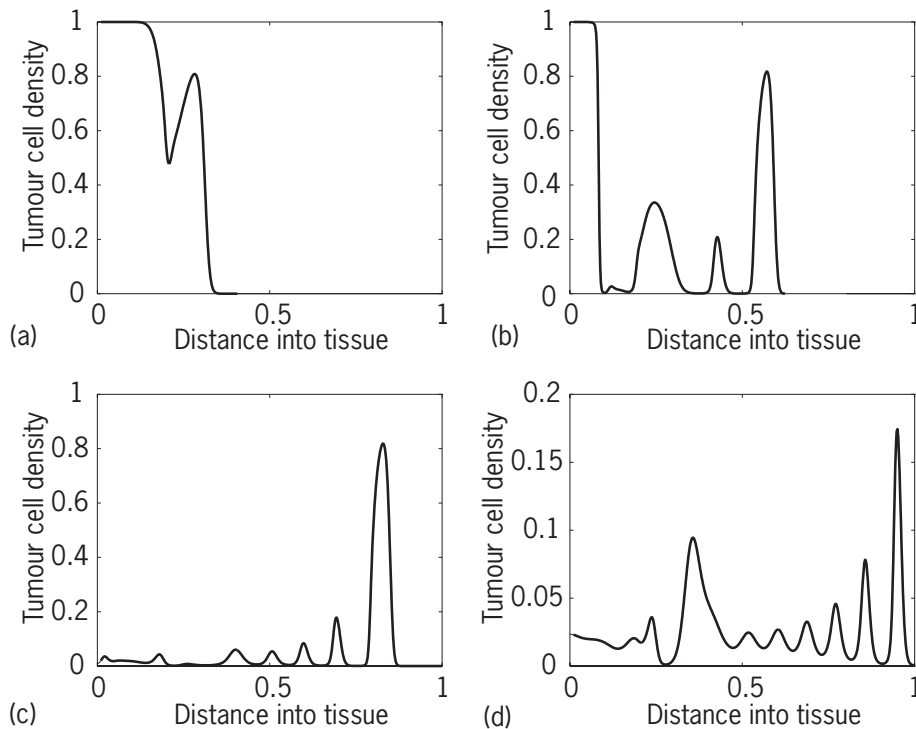 1
0.8
0.6
0.4
0.2
0
Tumour cell density
0 0.5 1
(a) Distance into tissue
1
0.8
0.6
0.4
0.2
0
Tumour cell density
0 0.5 1
(b) Distance into tissue
1
0.8
0.6
0.4
0.2
0
Tumour cell density
0 0.5 1
(c) Distance into tissue
0.2
0.15
0.1
0.05
0
Tumour cell density
0 0.5 1
(d) Distance into tissue